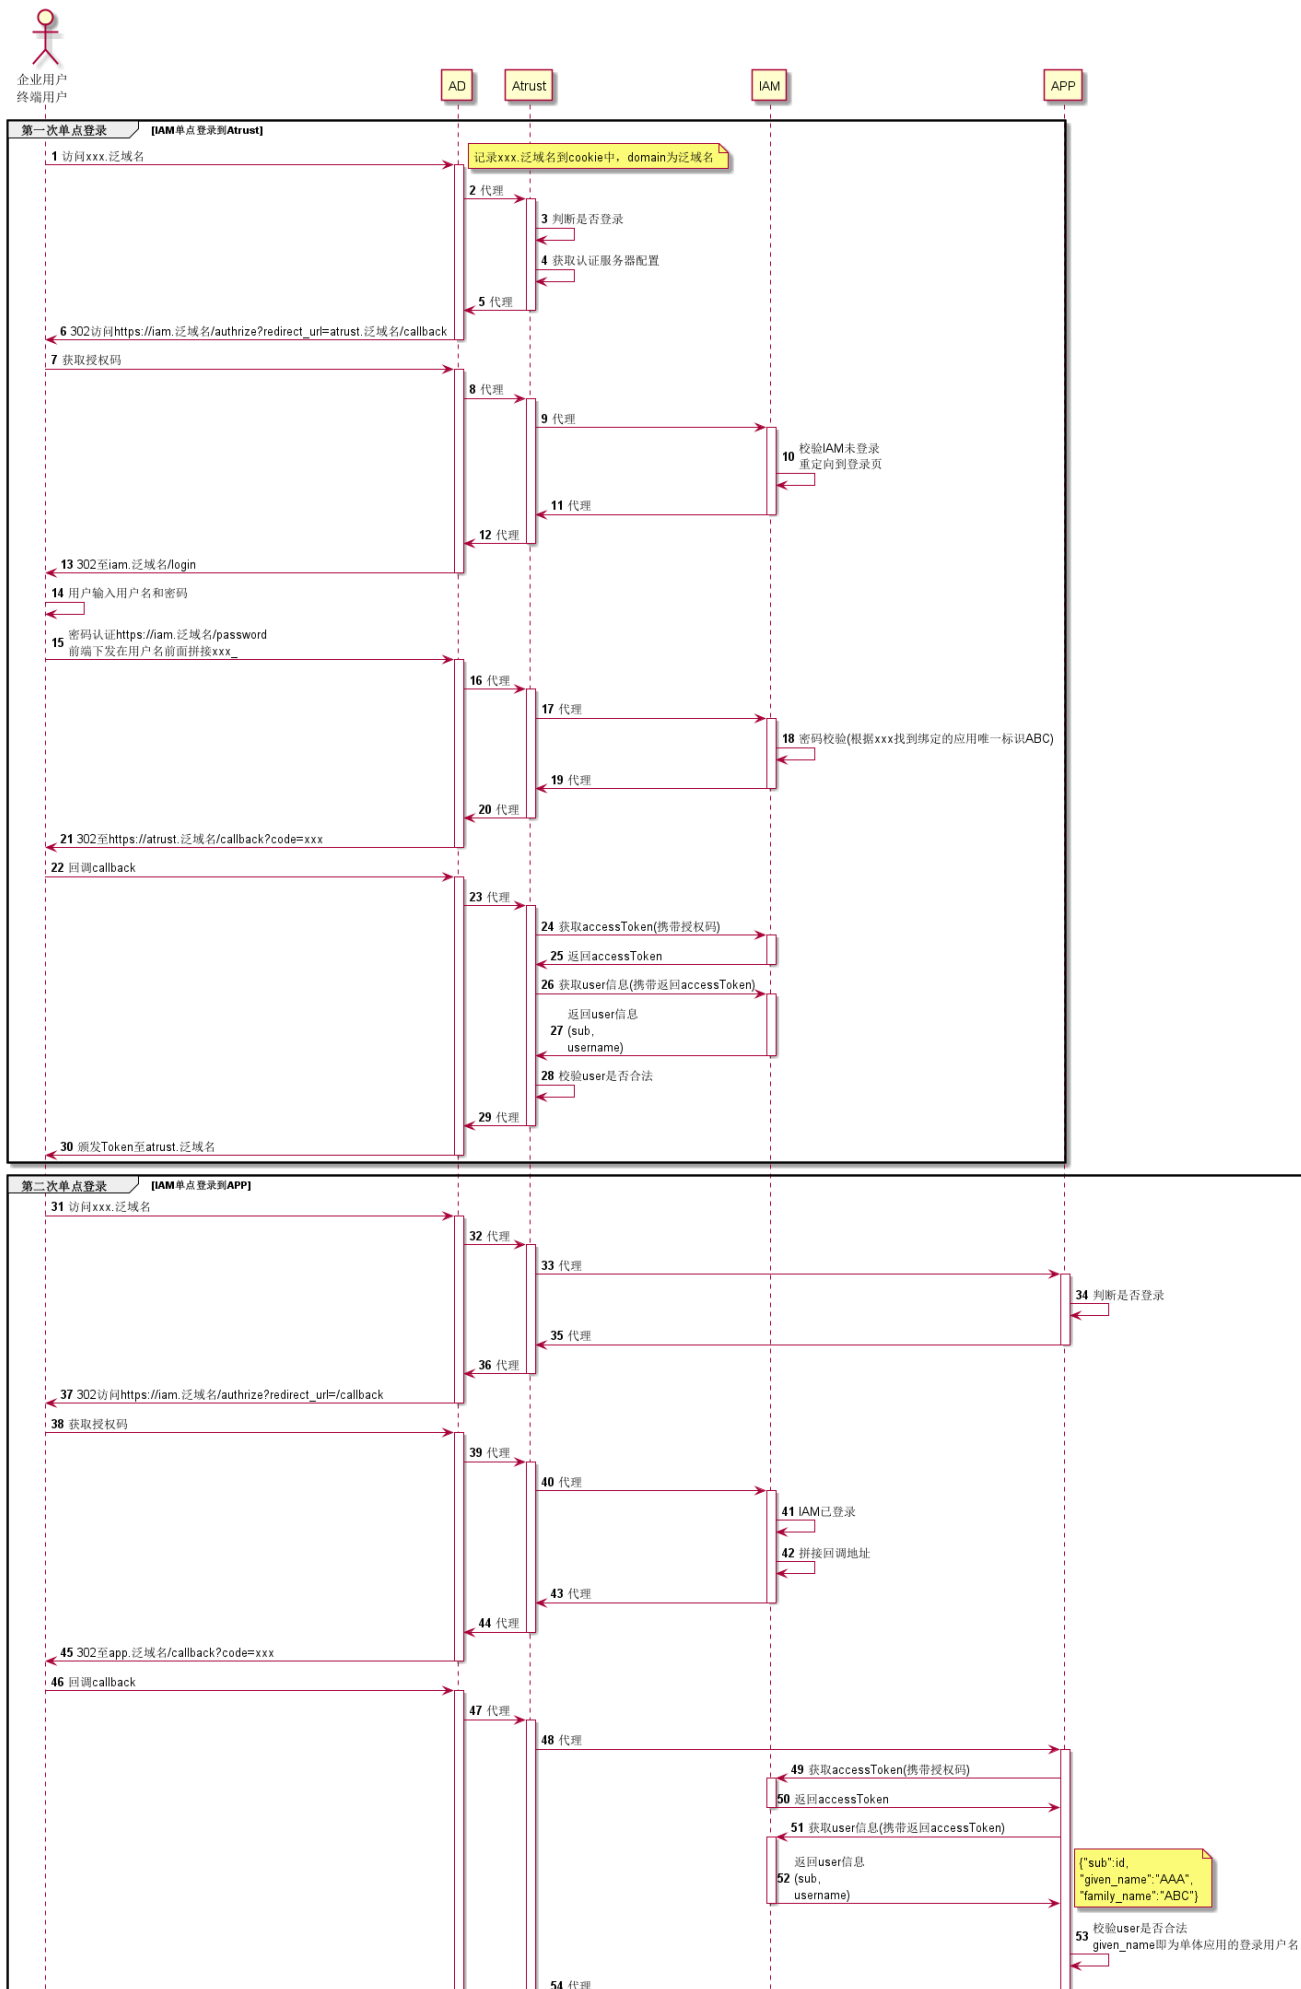 企业用户
终端用户
AD
Atrust
IAM
APP
第一次单点登录
[IAM单点登录到Atrust]
1 访问xxx.泛域名
记录xxx.泛域名到cookie中，domain为泛域名
2 代理
3 判断是否登录
4 获取认证服务器配置
5 代理
6 302访问https://iam.泛域名/authrize?redirect_url=atrust.泛域名/callback
7 获取授权码
8 代理
9 代理
10 校验IAM未登录
重定向到登录页
11 代理
12 代理
13 302至iam.泛域名/login
14 用户输入用户名和密码
15 密码认证https://iam.泛域名/password
前端下发在用户名前面拼接xxx_
16 代理
17 代理
18 密码校验(根据xxx找到绑定的应用唯一标识ABC)
19 代理
20 代理
21 302至https://atrust.泛域名/callback?code=xxx
22 回调callback
23 代理
24 获取accessToken(携带授权码)
25 返回accessToken
26 获取user信息(携带返回accessToken)
27 返回user信息
(sub,
username)
28 校验user是否合法
29 代理
30 颁发Token至atrust.泛域名
第二次单点登录
[IAM单点登录到APP]
31 访问xxx.泛域名
32 代理
33 代理
34 判断是否登录
35 代理
36 代理
37 302访问https://iam.泛域名/authrize?redirect_url=/callback
38 获取授权码
39 代理
40 代理
41 IAM已登录
42 拼接回调地址
43 代理
44 代理
45 302至app.泛域名/callback?code=xxx
46 回调callback
47 代理
48 代理
49 获取accessToken(携带授权码)
50 返回accessToken
51 获取user信息(携带返回accessToken)
52 返回user信息
(sub,
username)
{"sub":id,
"given_name":"AAA",
"family_name":"ABC"}
53 校验user是否合法
given_name即为单体应用的登录用户名
54 代理